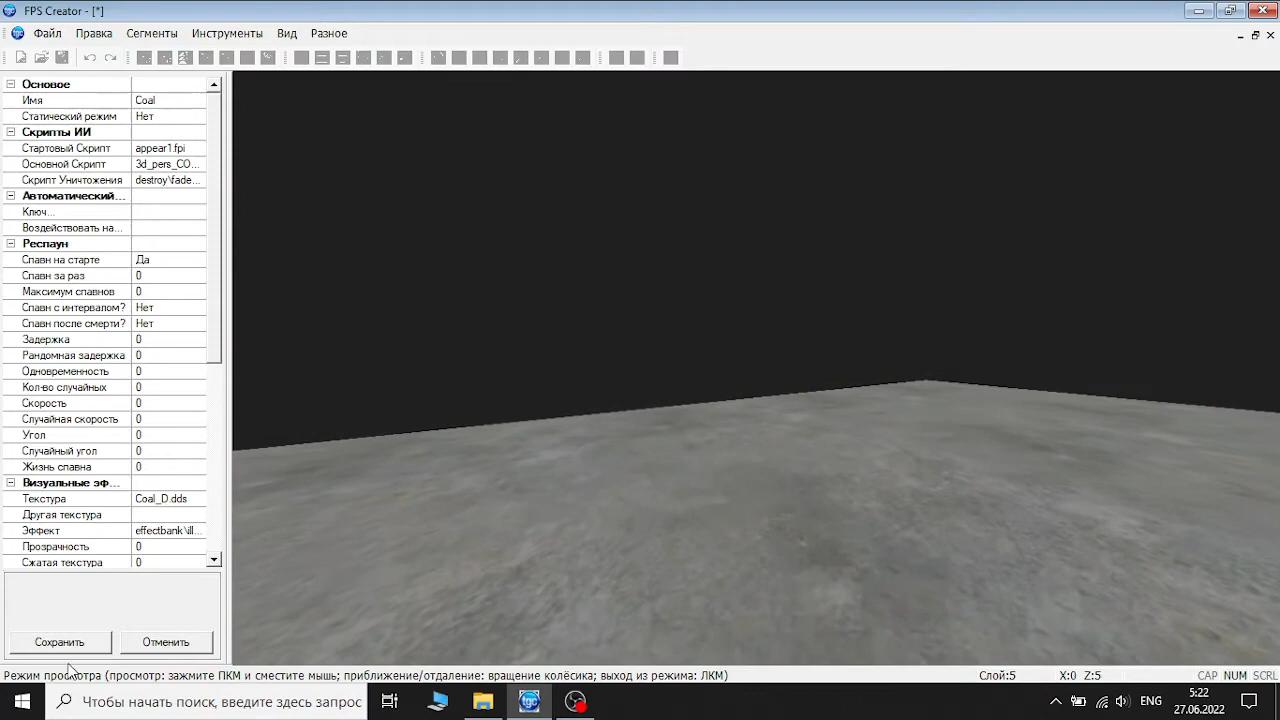 FPS Creator - [*]
Файл Правка Сегменты Инструменты Вид Разное
Основое
Имя Coal
Статический режим Нет
Скрипты ИИ
Стартовый Скрипт appear1.fpi
Основной Скрипт 3d_pers_CO...
Скрипт Уничтожения destroy\fade...
Автоматический...
Ключ...
Воздействовать на...
Респаун
Спавн на старте Да
Спавн за раз 0
Максимум спавнов 0
Спавн с интервалом? Нет
Спавн после смерти? Нет
Задержка 0
Рандомная задержка 0
Одновременность 0
Кол-во случайных 0
Скорость 0
Случайная скорость 0
Угол 0
Случайный угол 0
Жизнь спавна 0
Визуальные эф...
Текстура Coal_D.dds
Другая текстура
Эффект effectbank\ill...
Прозрачность 0
Сжатая текстура 0
Сохранить Отменить
Режим просмотра (просмотр: зажмите ПКМ и сместите мышь; приближение/отдаление: вращение колёсика; выход из режима: ЛКМ) Слой:5 X:0 Z:5 CAP NUM SCRL
Чтобы начать поиск, введите здесь запрос
tgc
ENG
5:22
27.06.2022